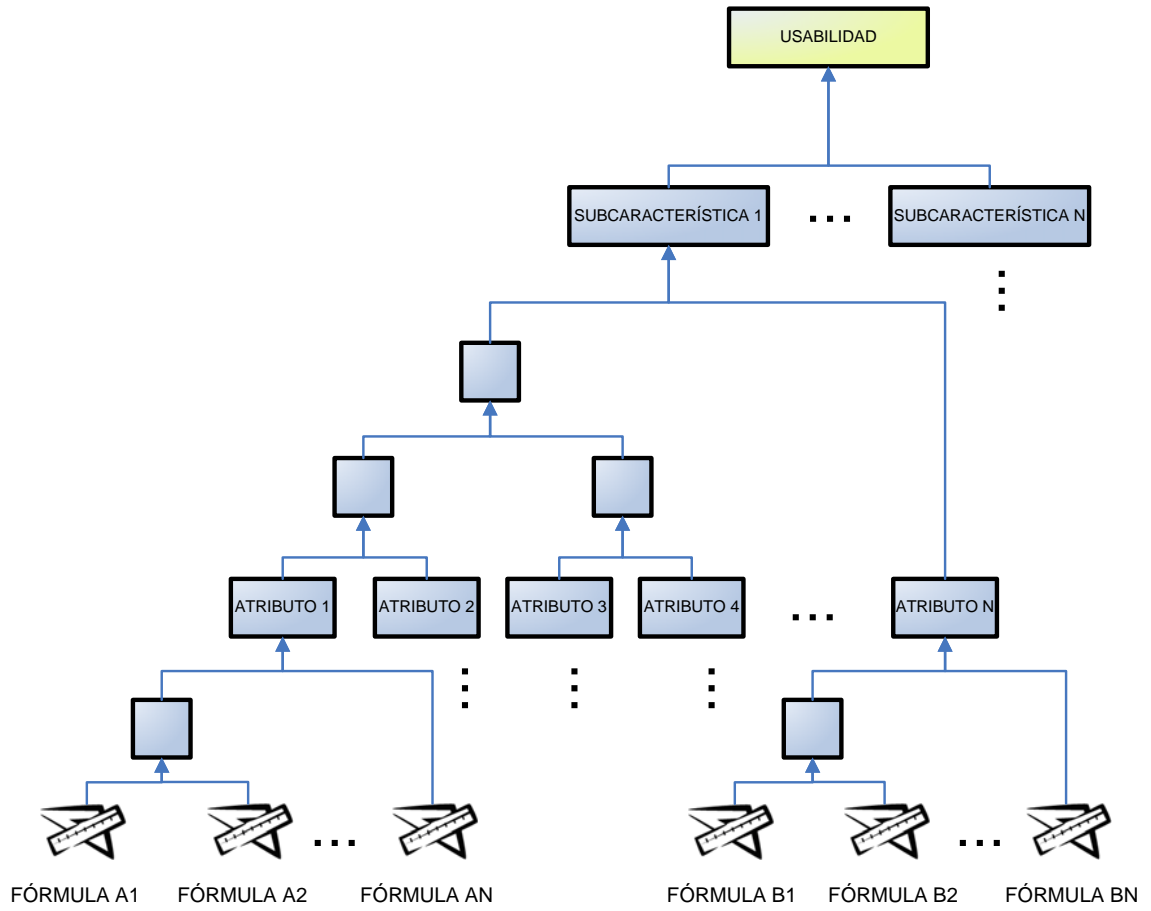 USABILIDAD
SUBCARACTERÍSTICA 1
SUBCARACTERÍSTICA N
ATRIBUTO 1
ATRIBUTO 2
ATRIBUTO 3
ATRIBUTO 4
ATRIBUTO N
FÓRMULA A1
FÓRMULA A2
FÓRMULA AN
FÓRMULA B1
FÓRMULA B2
FÓRMULA BN